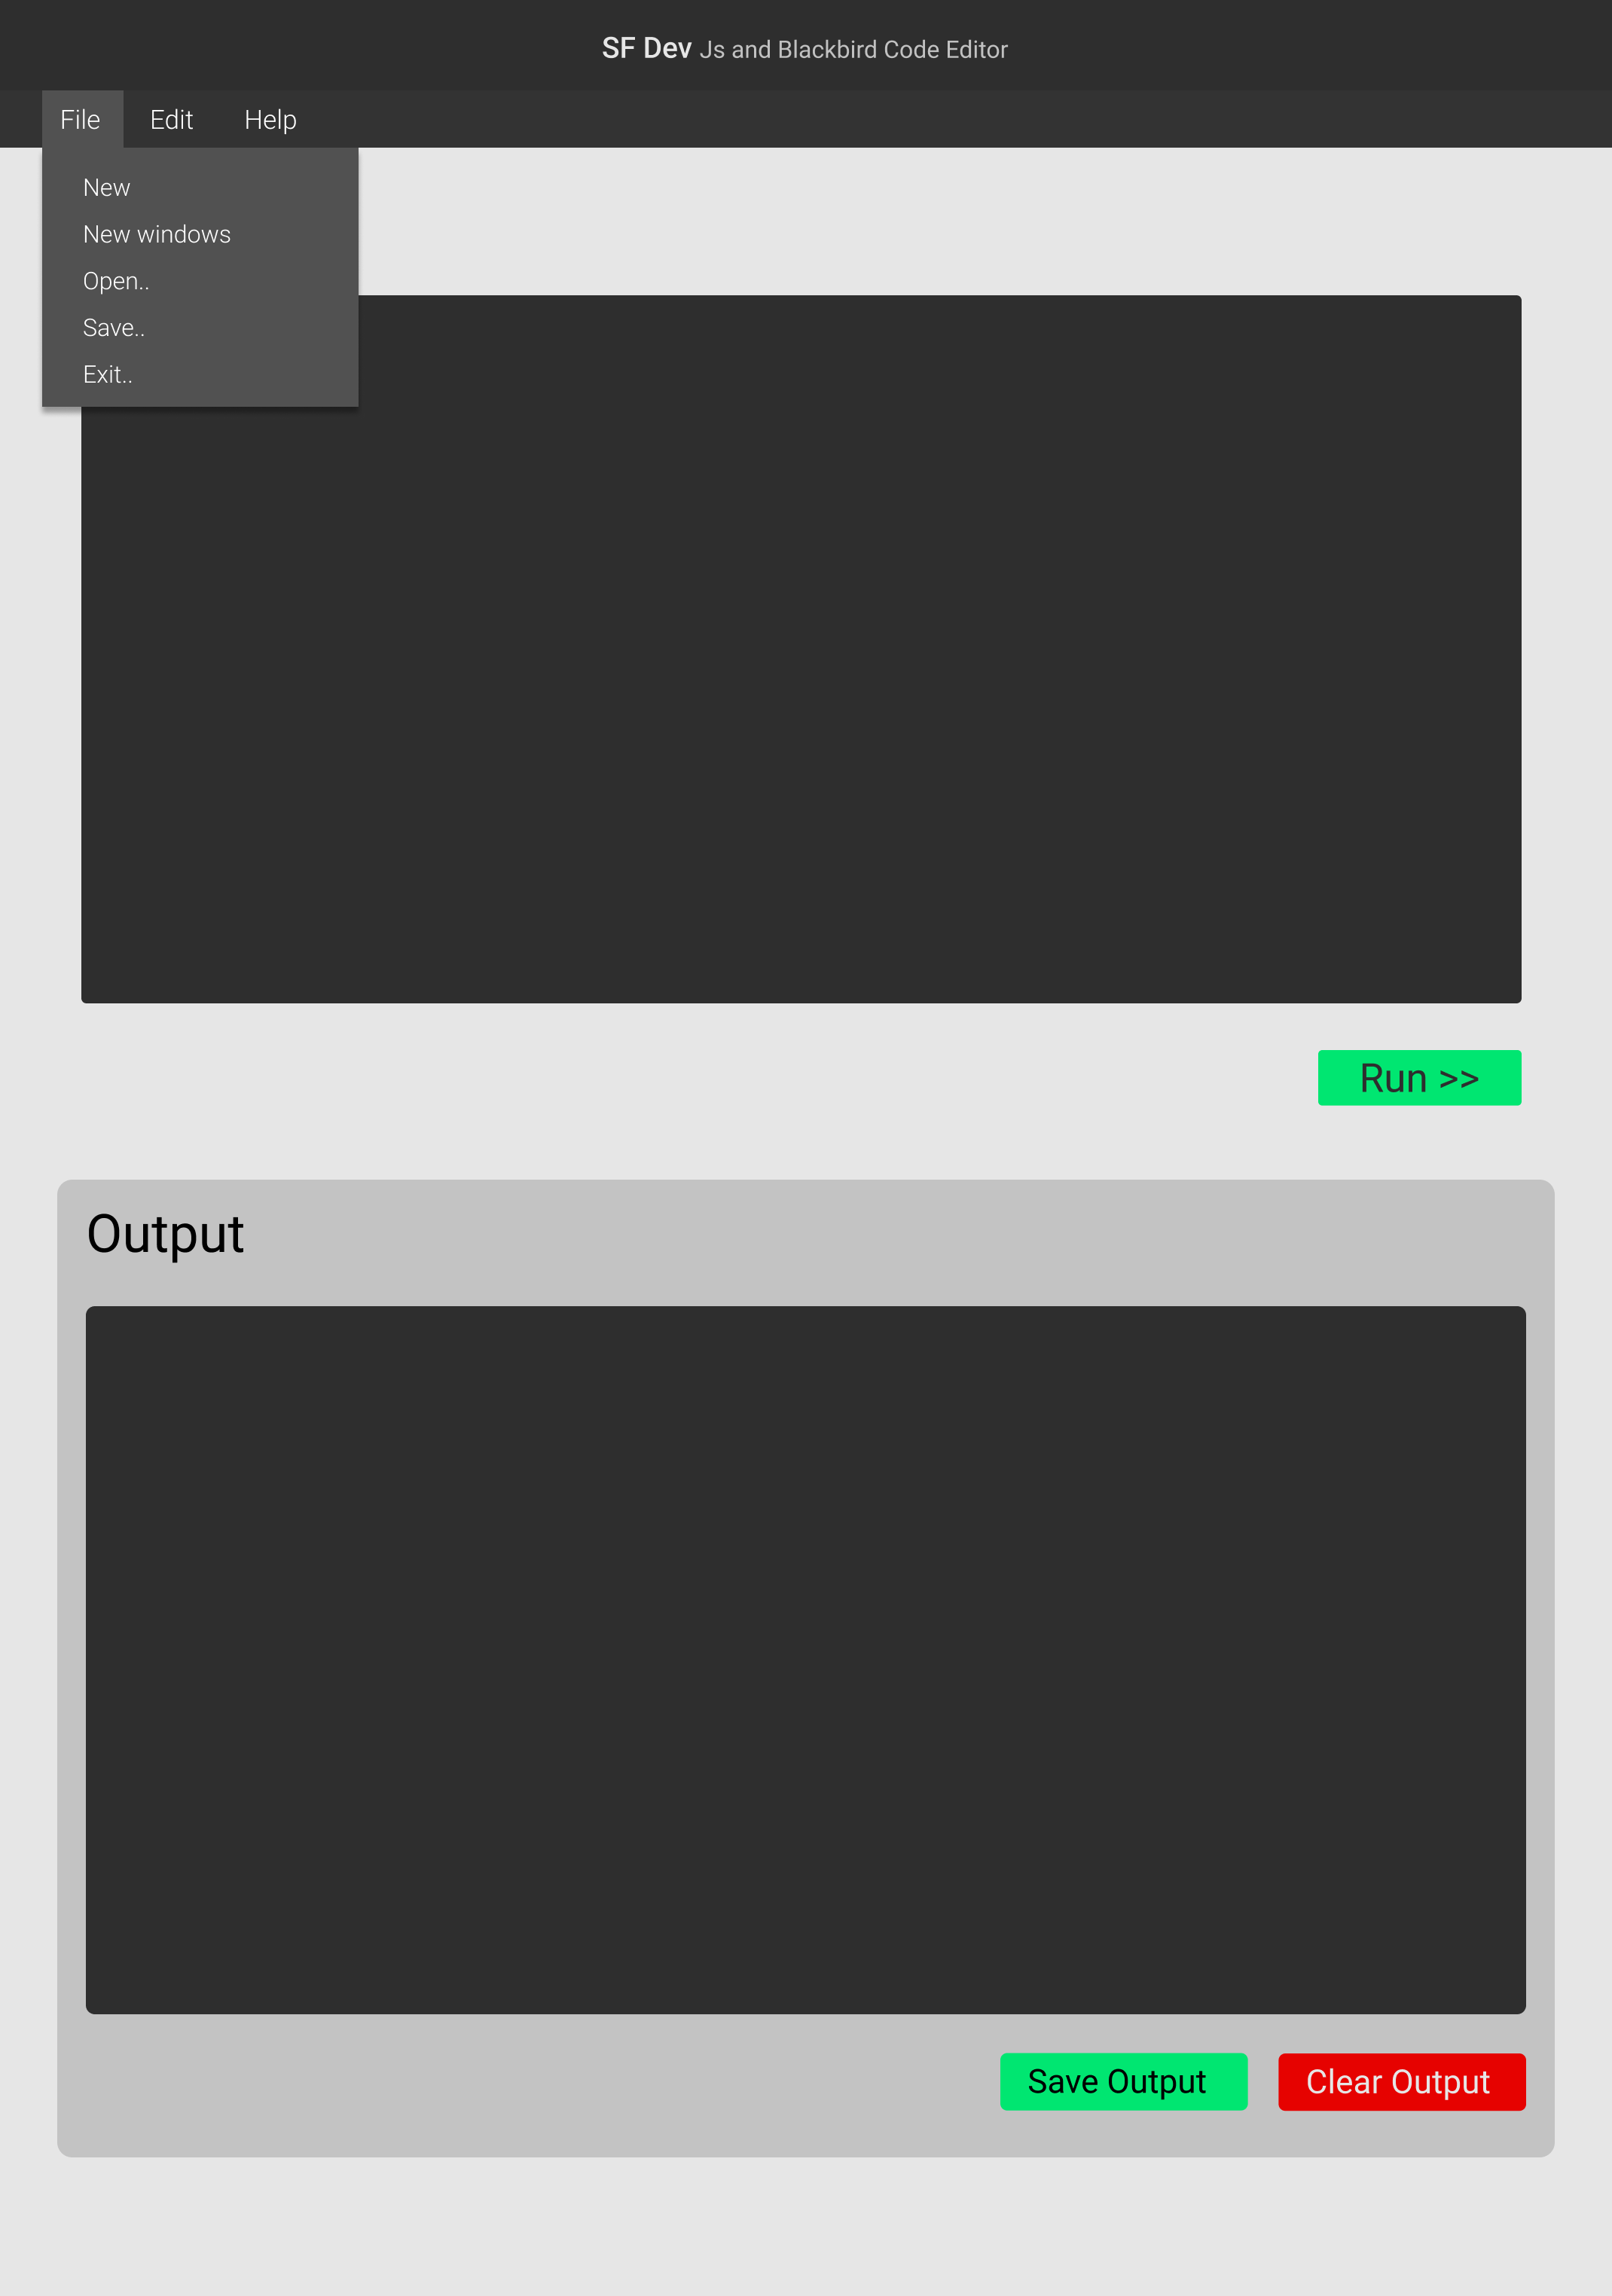 SF Dev Js and Blackbird Code Editor
File Edit Help
New
New windows
Open..
Save..
Exit..
Run >>
Output
Save Output Clear Output